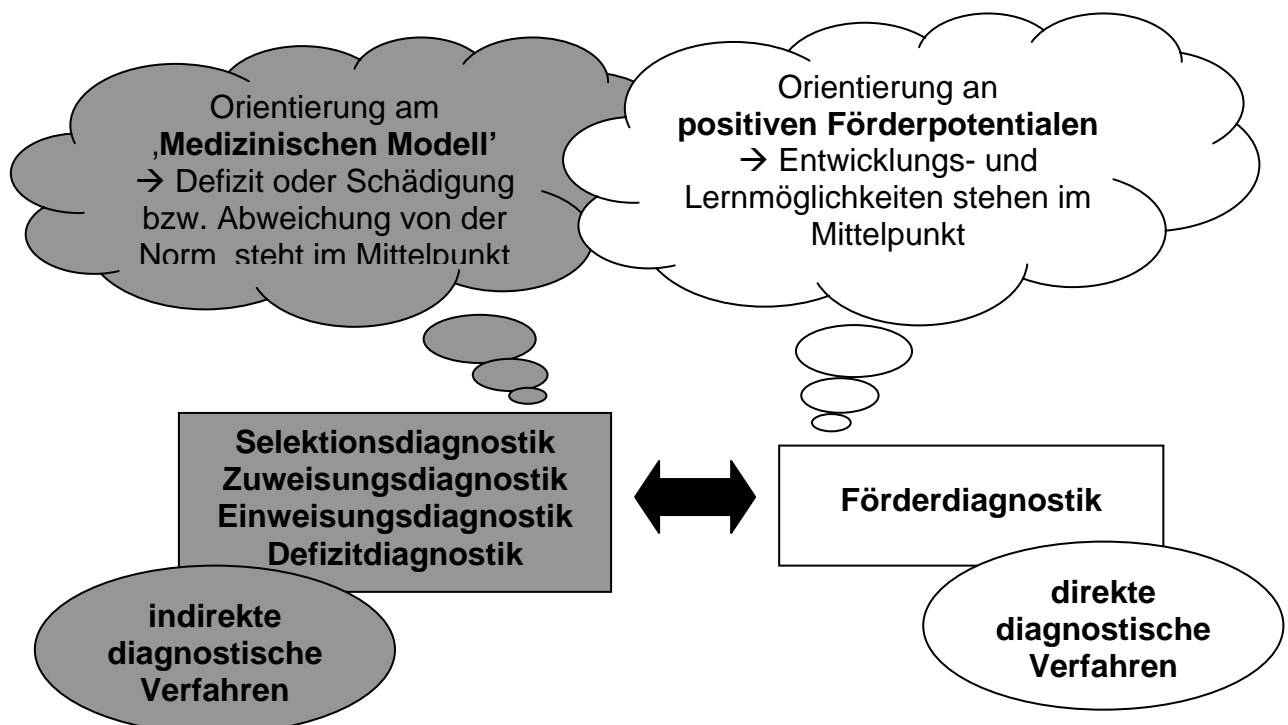 Orientierung am
‚Medizinischen Modell’
→ Defizit oder Schädigung
bzw. Abweichung von der
Norm steht im Mittelpunkt
Orientierung an
positiven Förderpotentialen
→ Entwicklungs- und
Lernmöglichkeiten stehen im
Mittelpunkt
Selektionsdiagnostik
Zuweisungsdiagnostik
Einweisungsdiagnostik
Defizitdiagnostik
Förderdiagnostik
indirekte
diagnostische
Verfahren
direkte
diagnostische
Verfahren